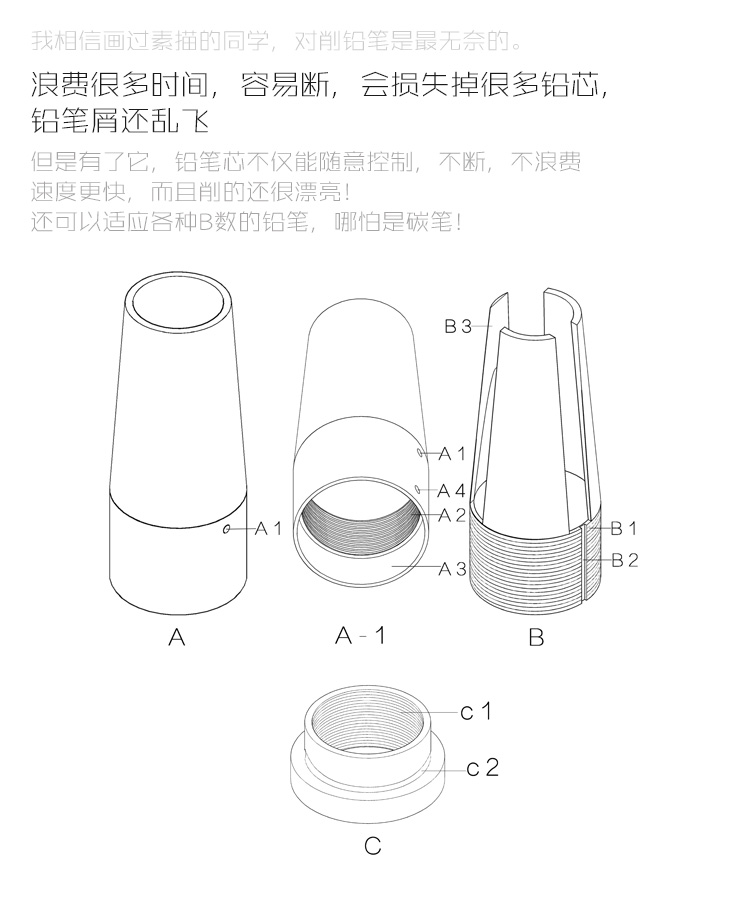 我相信画过素描的同学，对削铅笔是最无奈的。
浪费很多时间，容易断，会损失掉很多铅芯，
铅笔屑还乱飞
但是有了它，铅笔芯不仅能随意控制，不断，不浪费
速度更快，而且削的还很漂亮！
还可以适应各种B数的铅笔，哪怕是碳笔！
B3
A1
A4
A2
A1
B1
B2
A3
A
A-1
B
c1
c2
C